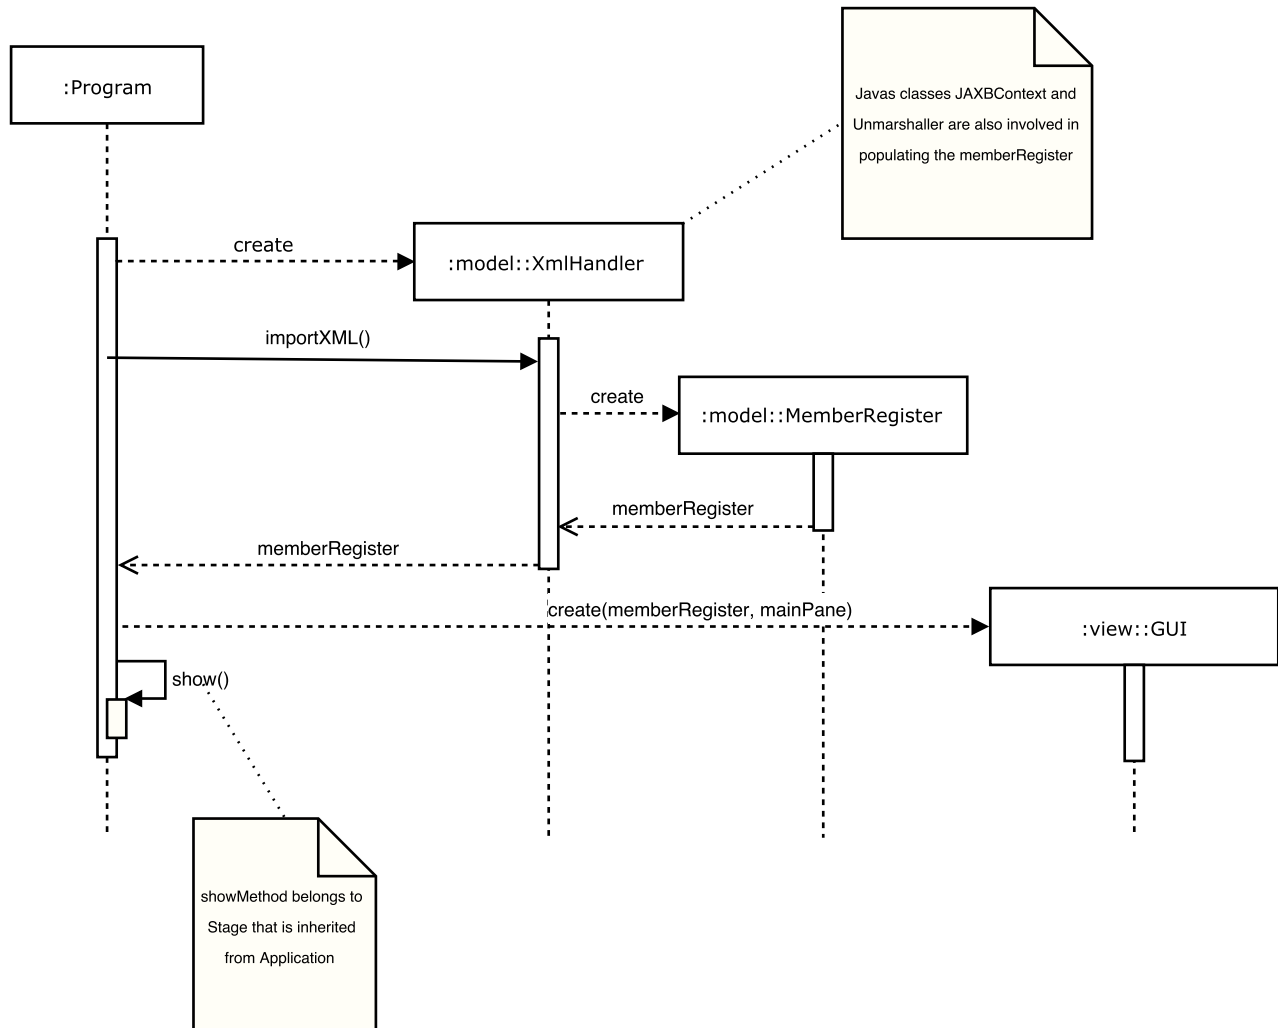 :Program
Javas classes JAXBContext and
Unmarshaller are also involved in
populating the memberRegister
create
:model::XmlHandler
importXML()
create
:model::MemberRegister
memberRegister
memberRegister
create(memberRegister, mainPane)
:view::GUI
show()
showMethod belongs to
Stage that is inherited
from Application